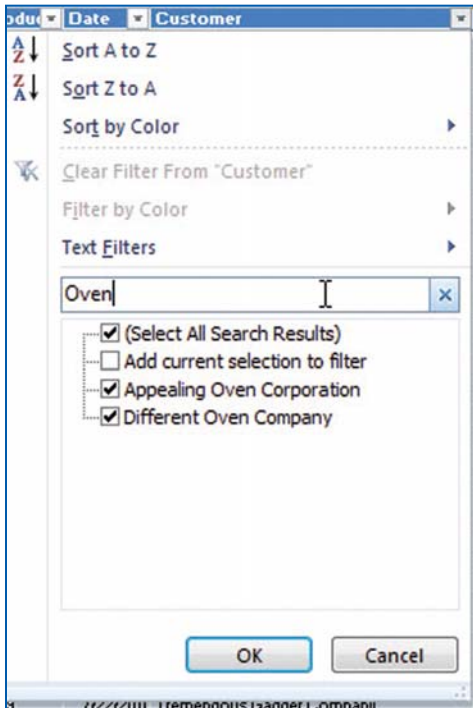 Date Customer
Sort A to Z
Sort Z to A
Sort by Color
Clear Filter From "Customer"
Filter by Color
Text Filters
Oven
(Select All Search Results)
Add current selection to filter
Appealing Oven Corporation
Different Oven Company
OK Cancel